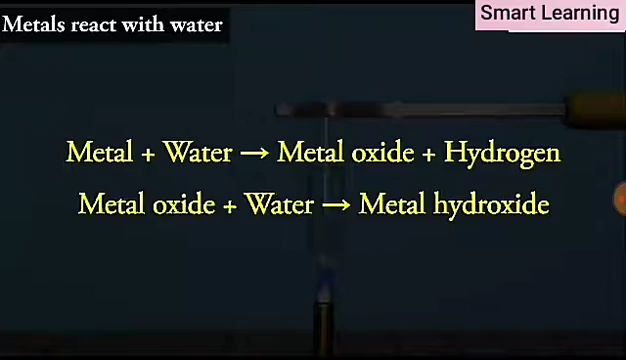 Smart Learning
Metals react with water
Metal + Water → Metal oxide + Hydrogen
Metal oxide + Water → Metal hydroxide